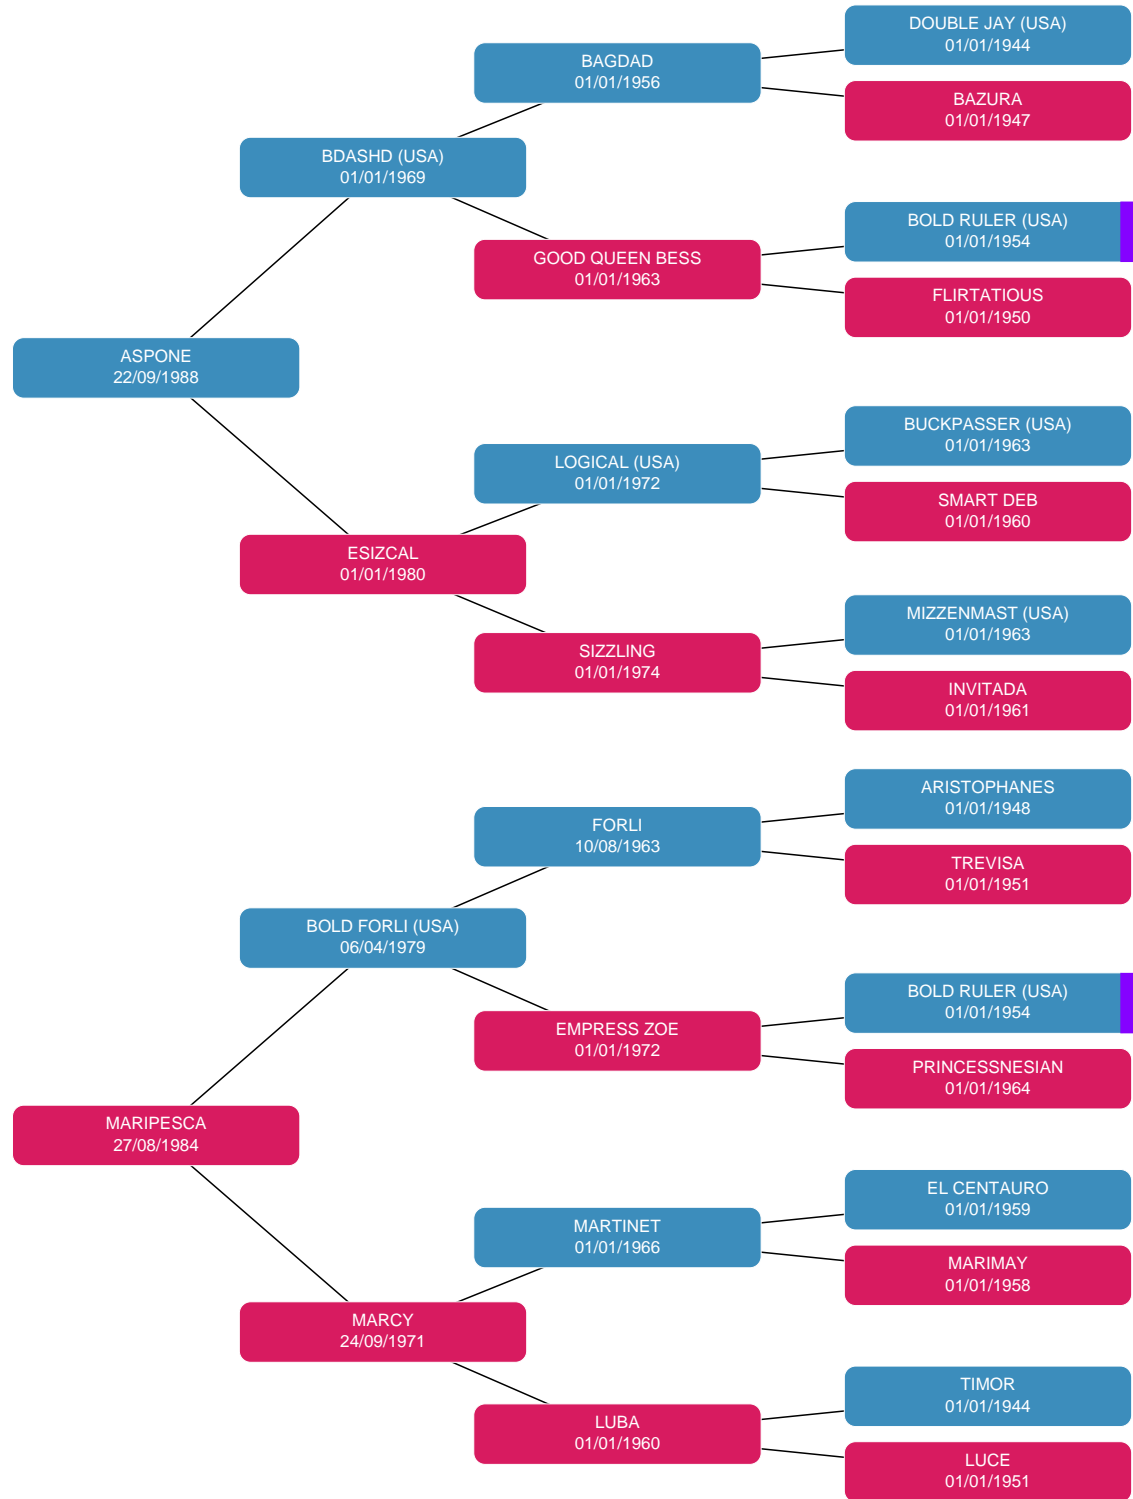 DOUBLE JAY (USA)
01/01/1944
BAGDAD
01/01/1956
BAZURA
01/01/1947
BDASHD (USA)
01/01/1969
BOLD RULER (USA)
01/01/1954
GOOD QUEEN BESS
01/01/1963
FLIRTATIOUS
01/01/1950
ASPONE
22/09/1988
BUCKPASSER (USA)
01/01/1963
LOGICAL (USA)
01/01/1972
SMART DEB
01/01/1960
ESIZCAL
01/01/1980
MIZZENMAST (USA)
01/01/1963
SIZZLING
01/01/1974
INVITADA
01/01/1961
ARISTOPHANES
01/01/1948
FORLI
10/08/1963
TREVISA
01/01/1951
BOLD FORLI (USA)
06/04/1979
BOLD RULER (USA)
01/01/1954
EMPRESS ZOE
01/01/1972
PRINCESSNESIAN
01/01/1964
MARIPESCA
27/08/1984
EL CENTAURO
01/01/1959
MARTINET
01/01/1966
MARIMAY
01/01/1958
MARCY
24/09/1971
TIMOR
01/01/1944
LUBA
01/01/1960
LUCE
01/01/1951